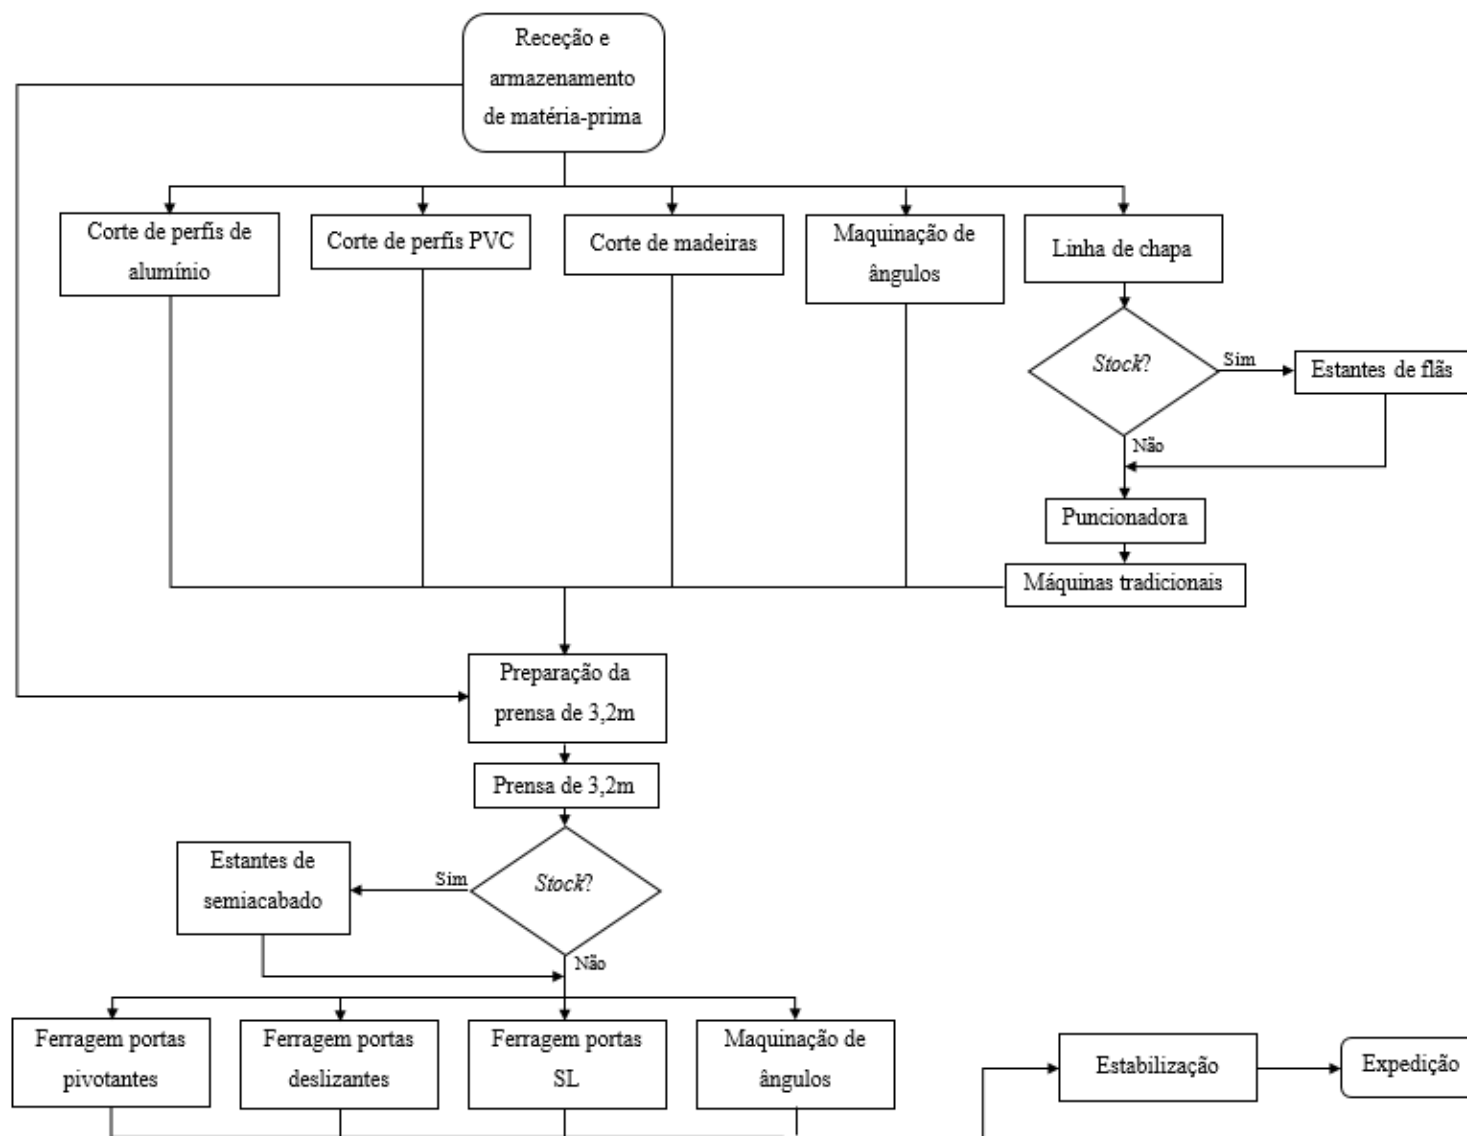 Receção e
armazenamento
de matéria-prima
Corte de perfis de
alumínio
Corte de perfis PVC
Corte de madeiras
Maquinação de
ângulos
Linha de chapa
Stock?
Sim
Estantes de flãs
Não
Puncionadora
Máquinas tradicionais
Preparação da
prensa de 3,2m
Prensa de 3,2m
Estantes de
semiacabado
Sim
Stock?
Não
Ferragem portas
pivotantes
Ferragem portas
deslizantes
Ferragem portas
SL
Maquinação de
ângulos
Estabilização
Expedição